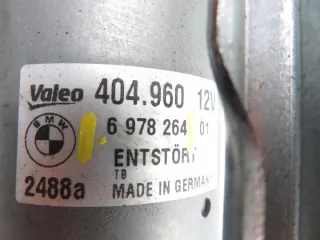 Valeo 404.960 12V
BMW 6 978 264 01
ENTSTÖRT
TB
2488a MADE IN GERMANY